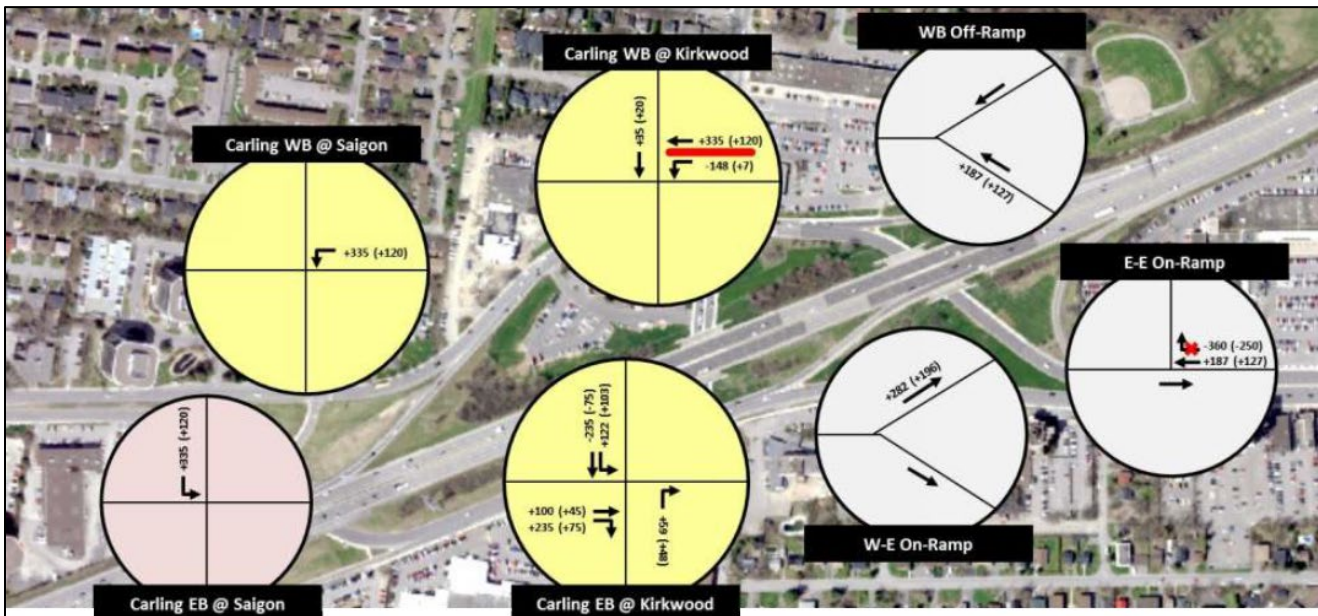 WB Off-Ramp
Carling WB @ Kirkwood
+35 (+20)
+335 (+120)
-148 (+7)
+187 (+127)
Carling WB @ Saigon
+335 (+120)
E-E On-Ramp
-360 (-250)
+187 (+127)
+282 (+196)
W-E On-Ramp
-235 (-75)
+122 (+103)
+100 (+45)
+235 (+75)
+59 (+48)
Carling EB @ Kirkwood
+335 (+120)
Carling EB @ Saigon